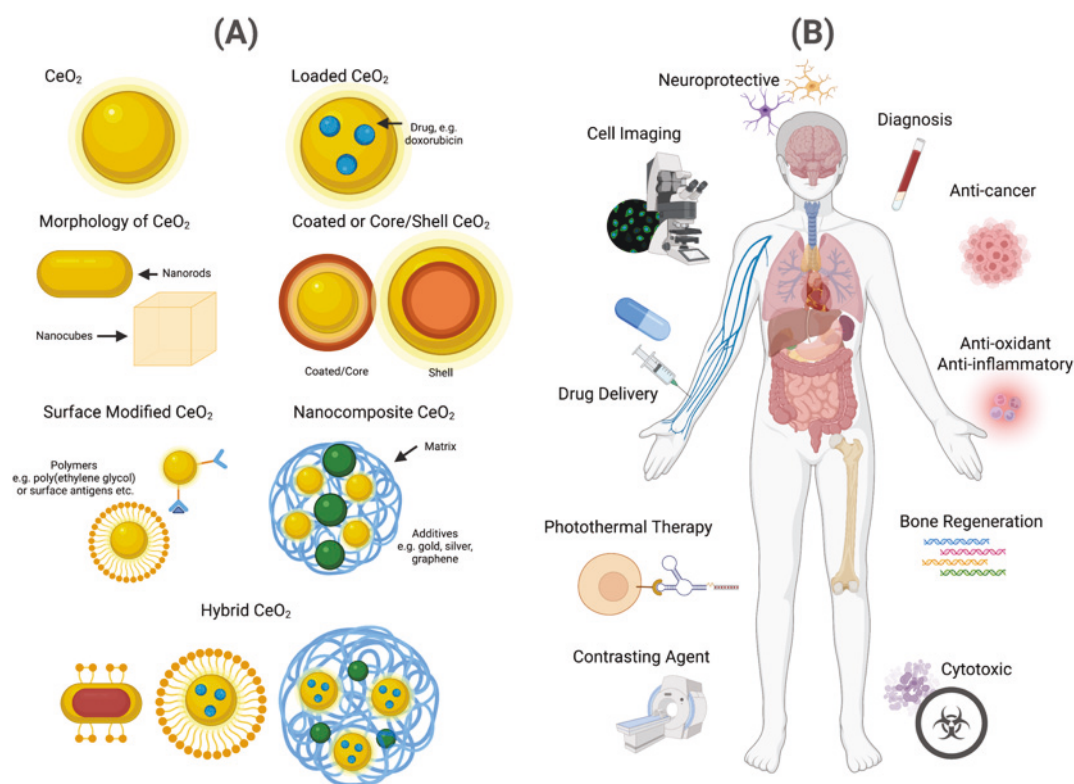 (A)
CeO₂
Loaded CeO₂
Drug, e.g.
doxorubicin
Morphology of CeO₂
Nanorods
Nanocubes
Coated or Core/Shell CeO₂
Coated/Core
Shell
Surface Modified CeO₂
Polymers
e.g. poly(ethylene glycol)
or surface antigens etc.
Nanocomposite CeO₂
Matrix
Additives
e.g. gold, silver,
graphene
Hybrid CeO₂
(B)
Neuroprotective
Cell Imaging
Diagnosis
Anti-cancer
Drug Delivery
Anti-oxidant
Anti-inflammatory
Photothermal Therapy
Bone Regeneration
Contrasting Agent
Cytotoxic